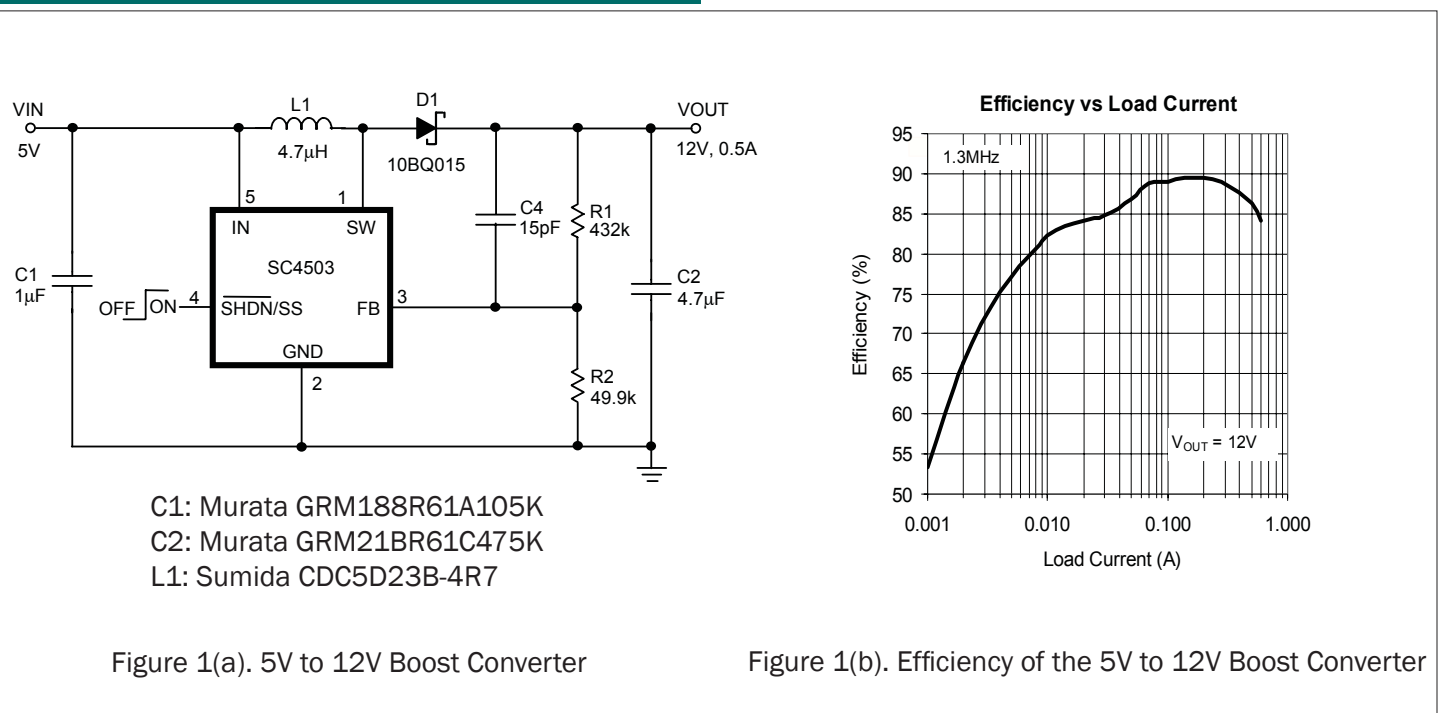 VIN
5V
L1
4.7μH
D1
10BQ015
VOUT
12V, 0.5A
5
1
IN
SW
C4
15pF
R1
432k
SC4503
C1
1μF
C2
4.7μF
OFF
ON
4
SHDN/SS
FB
3
GND
2
R2
49.9k
C1: Murata GRM188R61A105K
C2: Murata GRM21BR61C475K
L1: Sumida CDC5D23B-4R7
Figure 1(a). 5V to 12V Boost Converter
Efficiency vs Load Current
Efficiency (%)
95
90
85
80
75
70
65
60
55
50
1.3MHz
VOUT = 12V
0.001
0.010
0.100
1.000
Load Current (A)
Figure 1(b). Efficiency of the 5V to 12V Boost Converter